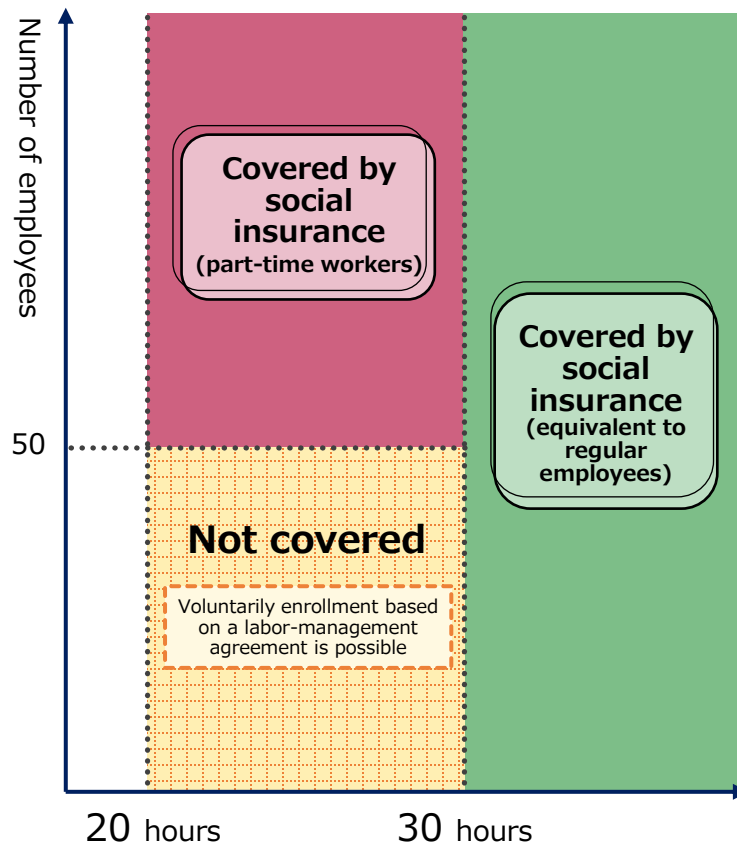 Number of employees
Covered by
social
insurance
(part-time workers)
Covered by
social
insurance
(equivalent to
regular
employees)
50
Not covered
Voluntarily enrollment based
on a labor-management
agreement is possible
20 hours
30 hours